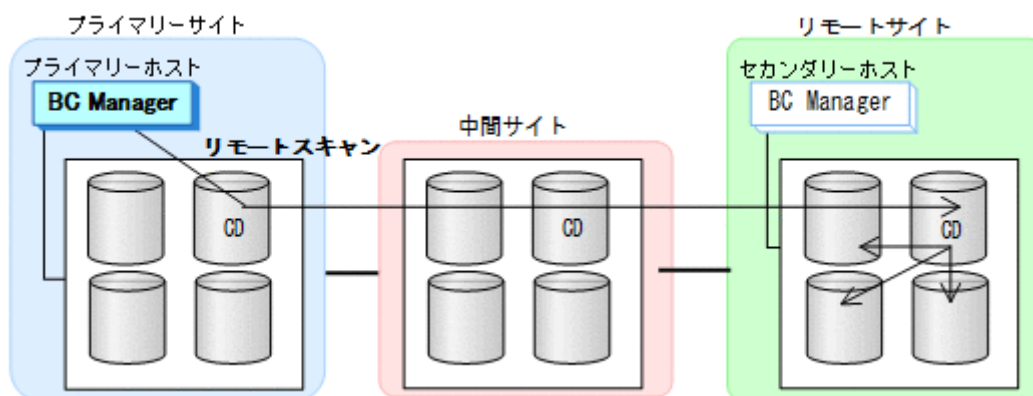 プライマリーサイト
プライマリーホスト
BC Manager
リモートスキャン
CD
中間サイト
CD
リモートサイト
セカンダリーホスト
BC Manager
CD